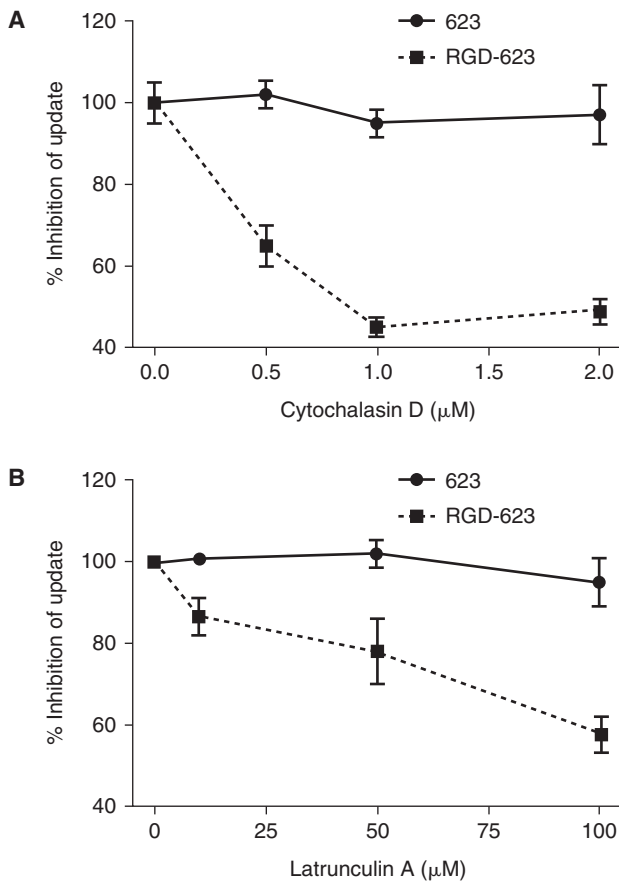 A
120
100
80
60
40
% Inhibition of update
623
RGD-623
0.0
0.5
1.0
1.5
2.0
Cytochalasin D (μM)
B
120
100
80
60
40
% Inhibition of update
623
RGD-623
0
25
50
75
100
Latrunculin A (μM)